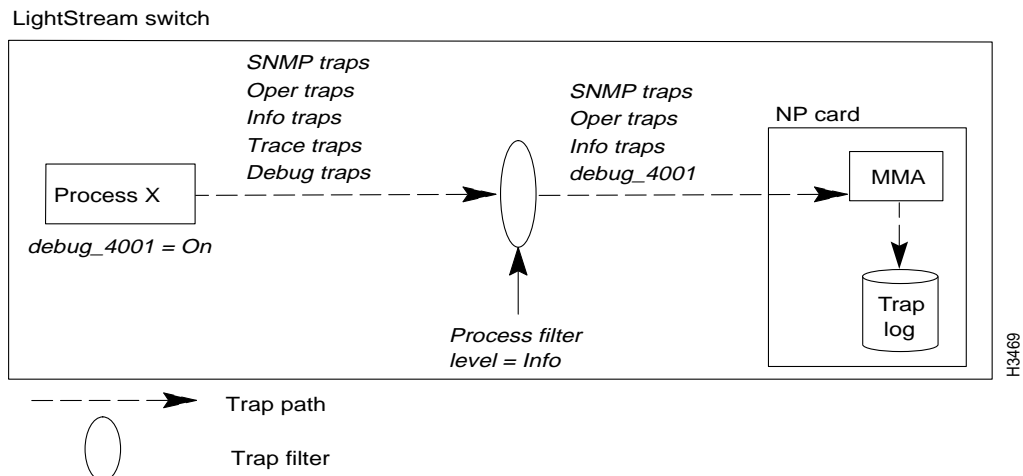 LightStream switch
SNMP traps
Oper traps
Info traps
Trace traps
Debug traps
SNMP traps
Oper traps
Info traps
debug_4001
NP card
Process X
MMA
debug_4001 = On
Trap
log
Process filter
level = Info
H3469
Trap path
Trap filter